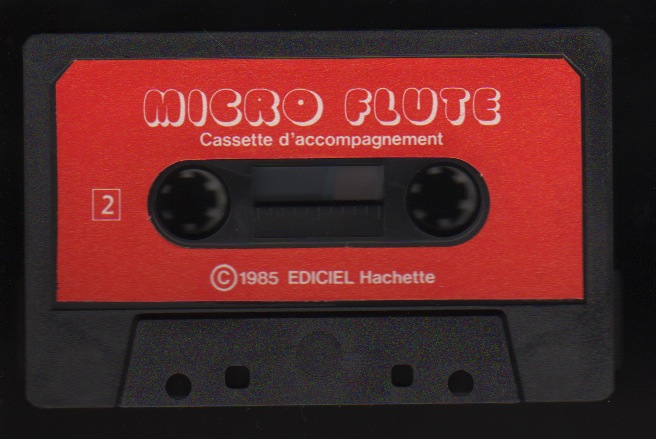 MICRO FLUTE
Cassette d'accompagnement
2
©1985 EDICIEL Hachette